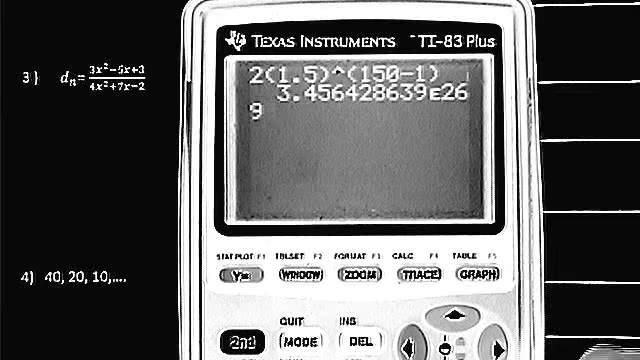 TEXAS INSTRUMENTS TI-83 Plus
2(1.5)^(150-1)
3.456428639E26
9
3) dₙ = (3x²-5x+3)/(4x²+7x-2)
STAT PLOT F1 TBLSET F2 FORMAT F3 CALC F4 TABLE F5
Y= WINDOW ZOOM TRACE GRAPH
4) 40, 20, 10,....
QUIT INS
2nd MODE DEL